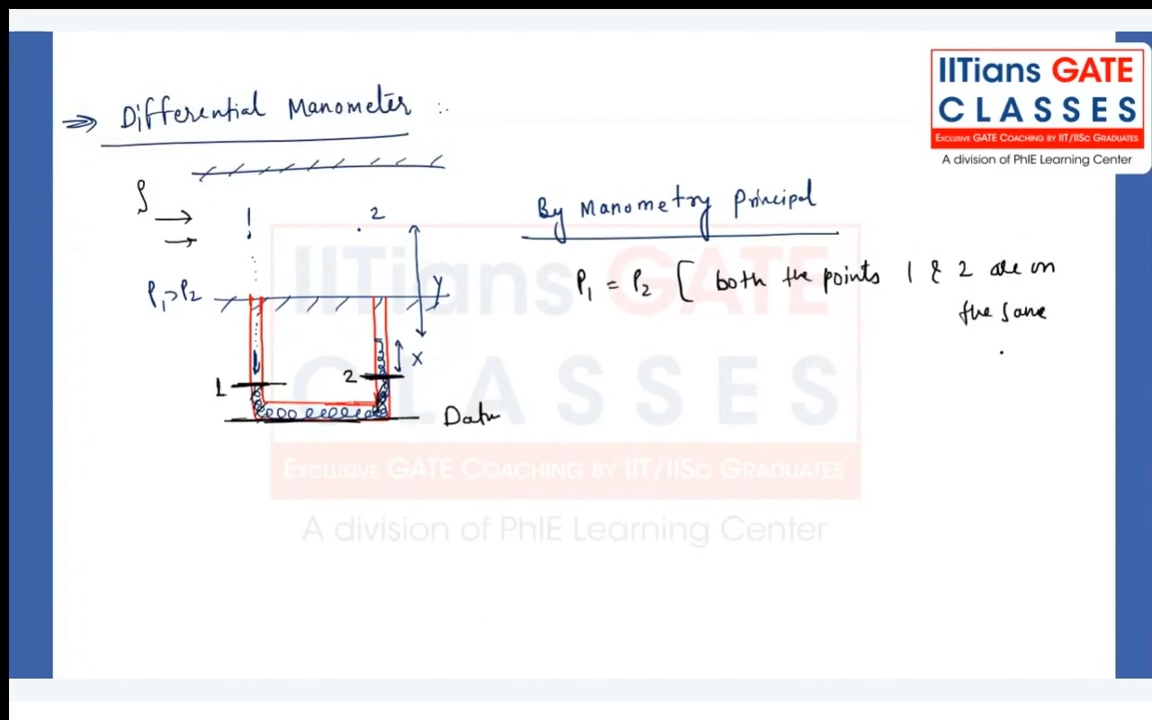 IITians GATE
CLASSES
EXCLUSIVE GATE COACHING BY IIT/IISc GRADUATES
A division of PhIE Learning Center
⇒ Differential Manometer :-
ρ
1
2
P₁>P₂
y
x
1
2
Datu
By Manometry Principal
P₁ = P₂ [ both the points 1 & 2 are on
the same
IITians GATE
CLASSES
EXCLUSIVE GATE COACHING BY IIT/IISc GRADUATES
A division of PhIE Learning Center